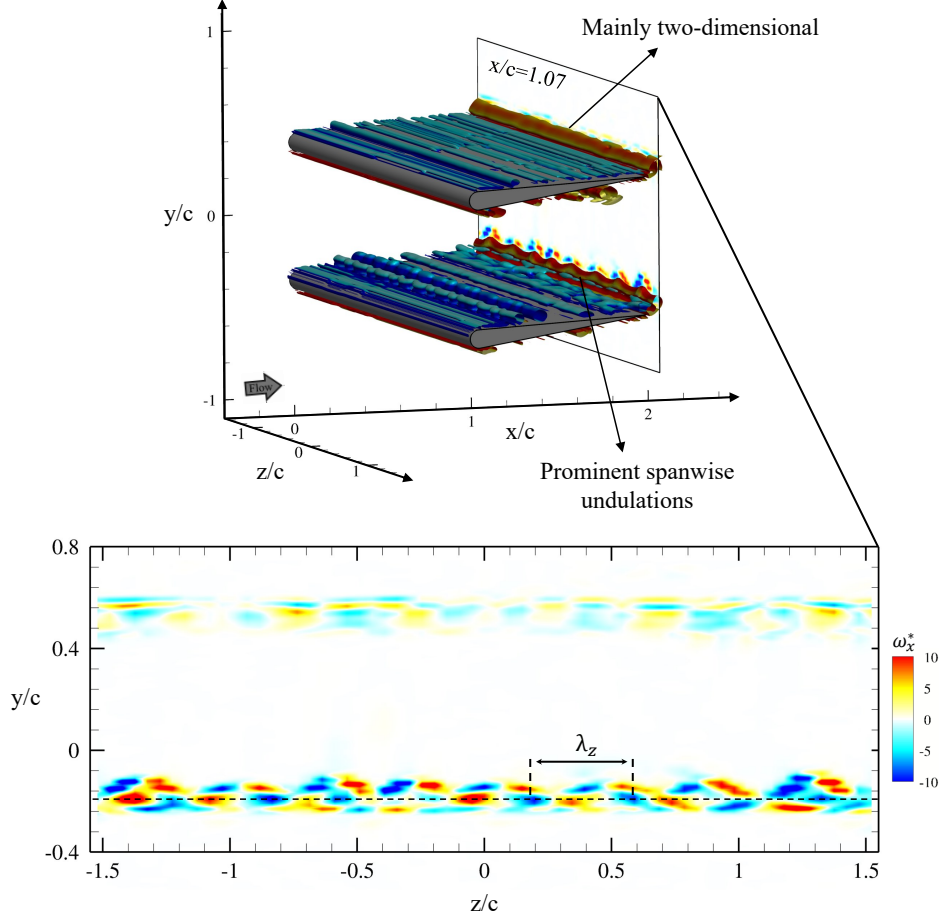 Mainly two-dimensional
1
x/c=1.07
y/c
0
Flow
-1
0
1
2
x/c
-1
0
1
z/c
Prominent spanwise
undulations
0.8
0.4
y/c
0
-0.4
λz
-1.5
-1
-0.5
0
0.5
1
1.5
z/c
ω*x
10
5
0
-5
-10